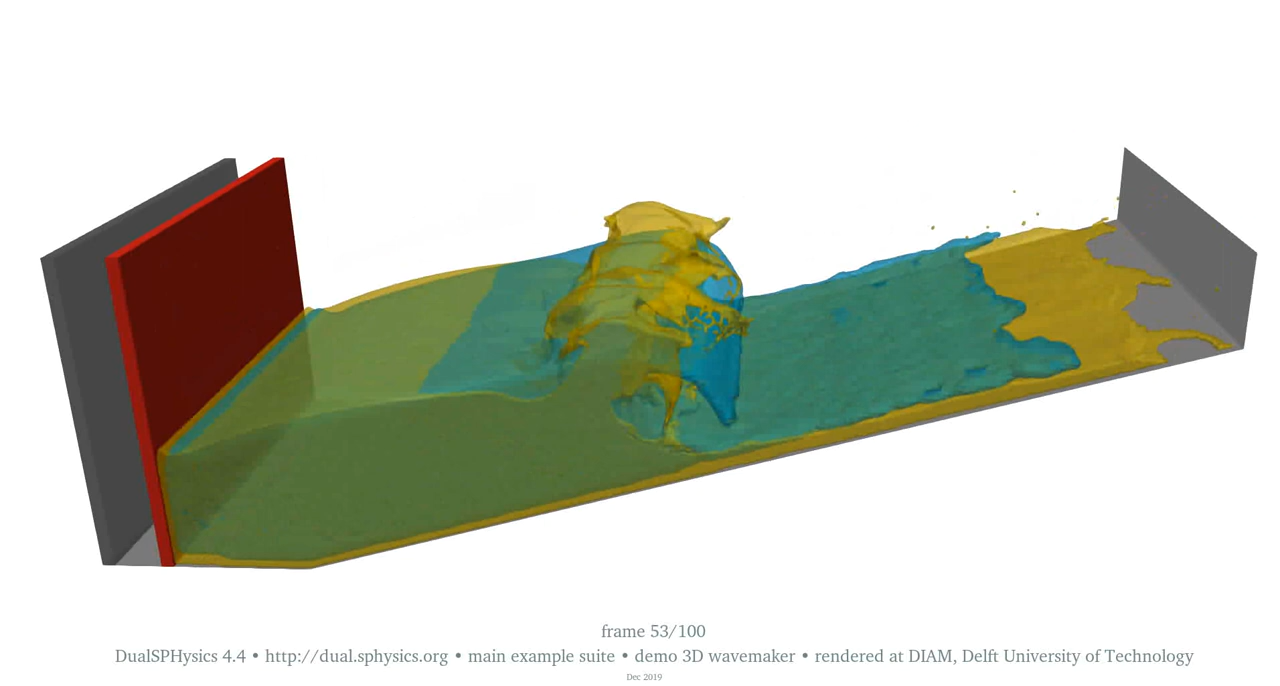 frame 53/100
DualSPHysics 4.4 • http://dual.sphysics.org • main example suite • demo 3D wavemaker • rendered at DIAM, Delft University of Technology
Dec 2019